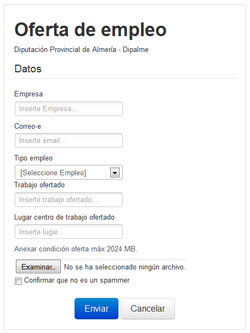 Oferta de empleo
Diputación Provincial de Almería - Dipalme
Datos
Empresa
Inserte Empresa...
Correo-e
Inserte email...
Tipo empleo
[Seleccione Empleo]
Trabajo ofertado
Inserte trabajo ofertado...
Lugar centro de trabajo ofertado
Inserte lugar...
Anexar condición oferta máx 2024 MB.
Examinar.. No se ha seleccionado ningún archivo.
Confirmar que no es un spammer
Enviar Cancelar